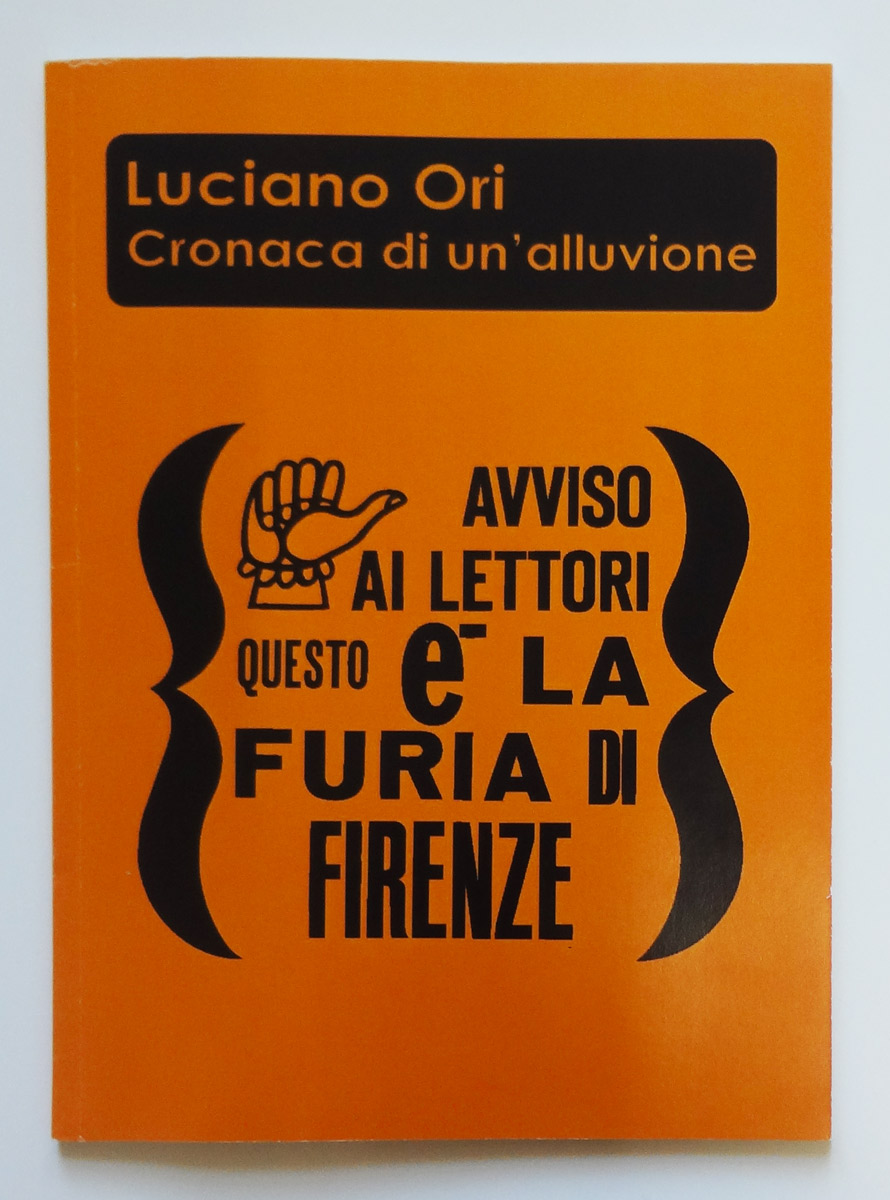 Luciano Ori
Cronaca di un'alluvione
AVVISO
AI LETTORI
QUESTO è LA
FURIA DI
FIRENZE